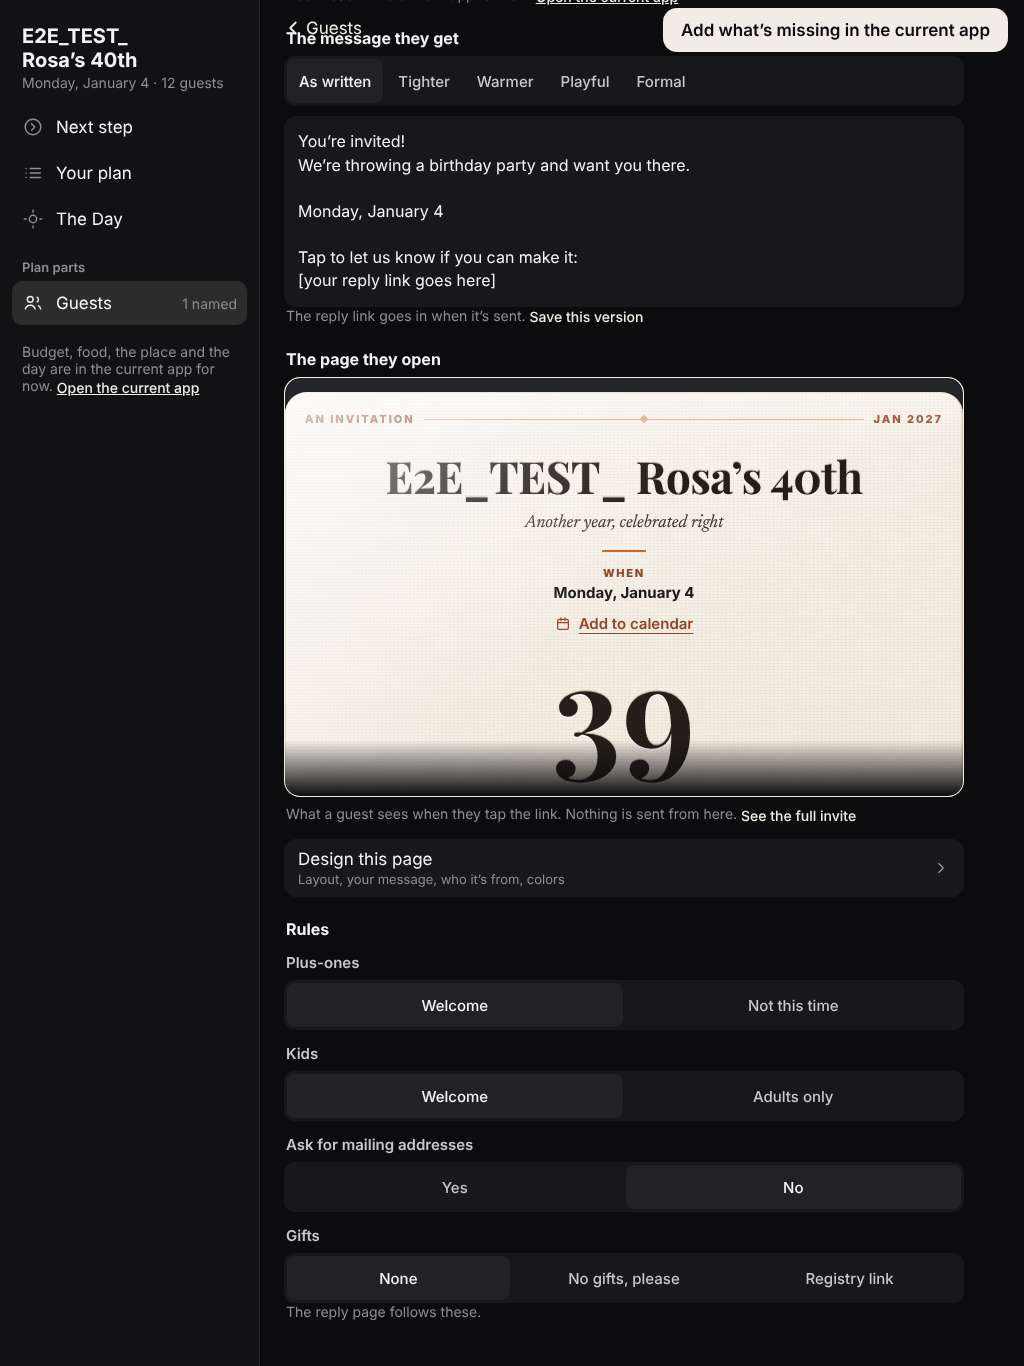 E2E_TEST_
Rosa’s 40th
Monday, January 4 · 12 guests
Next step
Your plan
The Day
Plan parts
Guests
1 named
Budget, food, the place and the
day are in the current app for
now. Open the current app
Open the current app
Guests
Add what’s missing in the current app
The message they get
As written
Tighter
Warmer
Playful
Formal
You’re invited!
We’re throwing a birthday party and want you there.
Monday, January 4
Tap to let us know if you can make it:
[your reply link goes here]
The reply link goes in when it’s sent. Save this version
The page they open
AN INVITATION
JAN 2027
E2E_TEST_ Rosa’s 40th
Another year, celebrated right
WHEN
Monday, January 4
Add to calendar
39
What a guest sees when they tap the link. Nothing is sent from here. See the full invite
Design this page
Layout, your message, who it’s from, colors
Rules
Plus-ones
Welcome
Not this time
Kids
Welcome
Adults only
Ask for mailing addresses
Yes
No
Gifts
None
No gifts, please
Registry link
The reply page follows these.